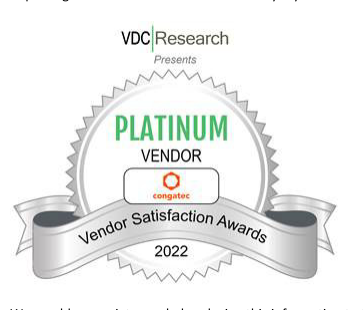 VDC Research
Presents
PLATINUM
VENDOR
congatec
Vendor Satisfaction Awards
2022